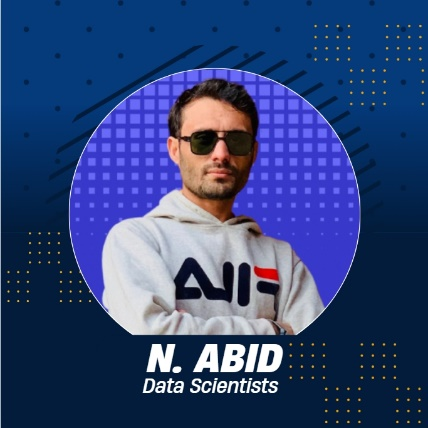 N. ABID
Data Scientists